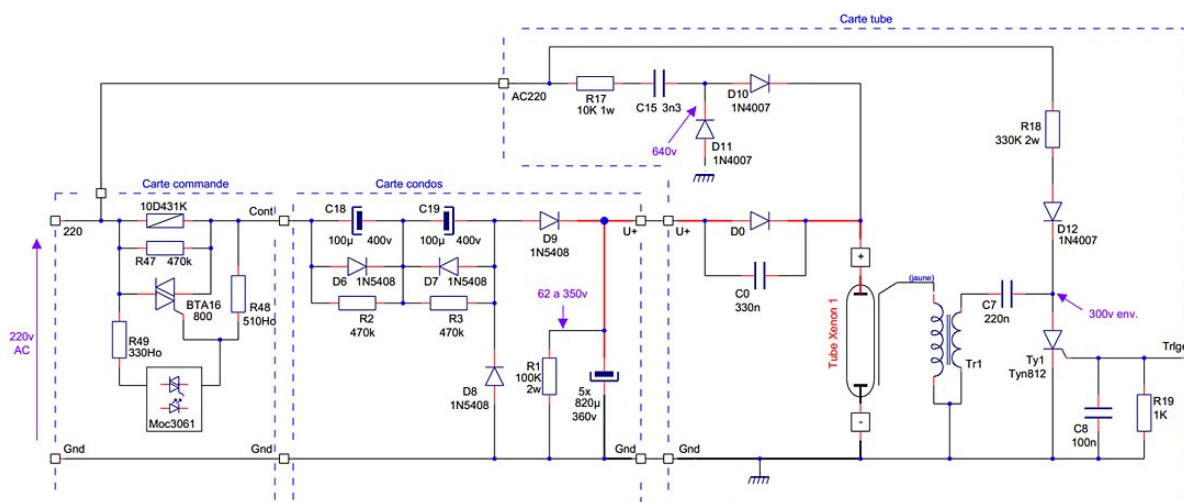 Carte tube
AC220
R17
10K 1w
C15 3n3
D10
1N4007
640v
D11
1N4007
R18
330K 2w
D12
1N4007
Carte commande
Carte condos
10D431K
220
Cont
R47 470k
BTA16
800
R48
510Ho
R49
330Ho
Moc3061
220v
AC
Gnd
Gnd
C18
100µ 400v
C19
100µ 400v
D6 1N5408
D7 1N5408
R2
470k
R3
470k
D9
1N5408
U+
U+
D8
1N5408
62 a 350v
R1
100K
2w
5x
820µ
360v
Gnd
Gnd
D0
C0
330n
+
Tube Xenon 1
-
(jaune)
Tr1
C7
220n
300v env.
Ty1
Tyn812
Trige
C8
100n
R19
1K